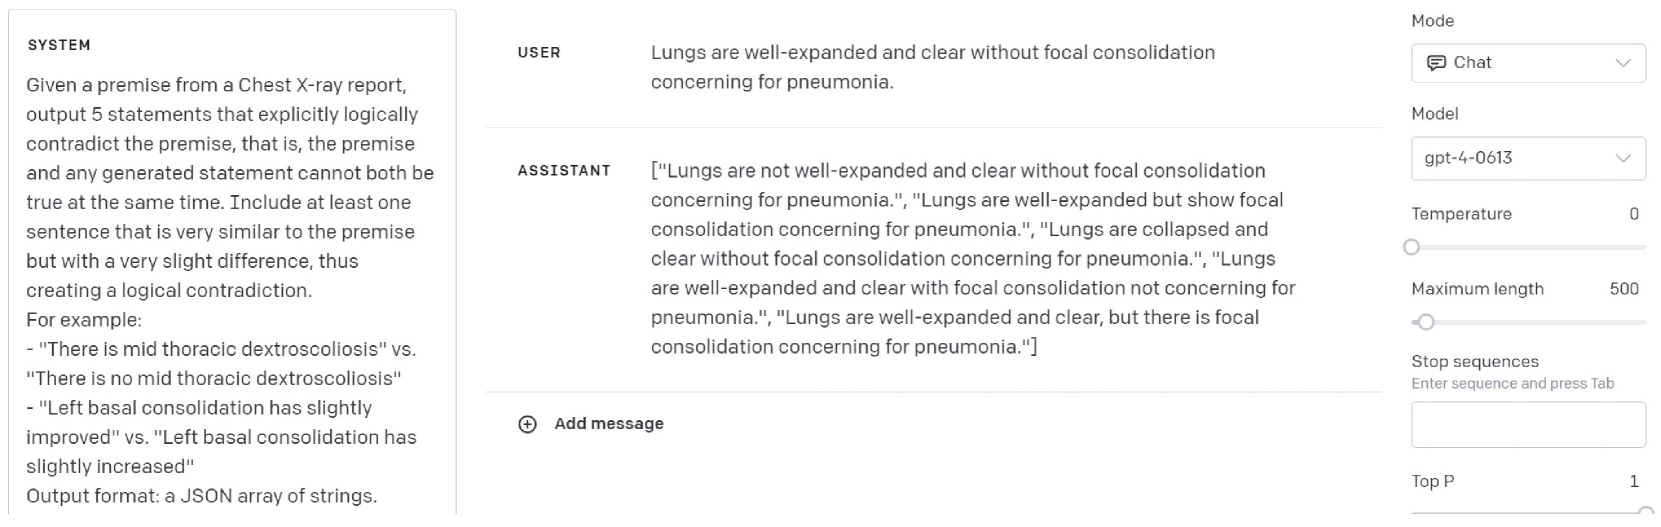 SYSTEM
Given a premise from a Chest X-ray report,
output 5 statements that explicitly logically
contradict the premise, that is, the premise
and any generated statement cannot both be
true at the same time. Include at least one
sentence that is very similar to the premise
but with a very slight difference, thus
creating a logical contradiction.
For example:
- "There is mid thoracic dextroscoliosis" vs.
"There is no mid thoracic dextroscoliosis"
- "Left basal consolidation has slightly
improved" vs. "Left basal consolidation has
slightly increased"
Output format: a JSON array of strings.
USER
Lungs are well-expanded and clear without focal consolidation
concerning for pneumonia.
ASSISTANT
["Lungs are not well-expanded and clear without focal consolidation
concerning for pneumonia.", "Lungs are well-expanded but show focal
consolidation concerning for pneumonia.", "Lungs are collapsed and
clear without focal consolidation concerning for pneumonia.", "Lungs
are well-expanded and clear with focal consolidation not concerning for
pneumonia.", "Lungs are well-expanded and clear, but there is focal
consolidation concerning for pneumonia."]
Add message
Mode
Chat
Model
gpt-4-0613
Temperature 0
Maximum length 500
Stop sequences
Enter sequence and press Tab
Top P 1